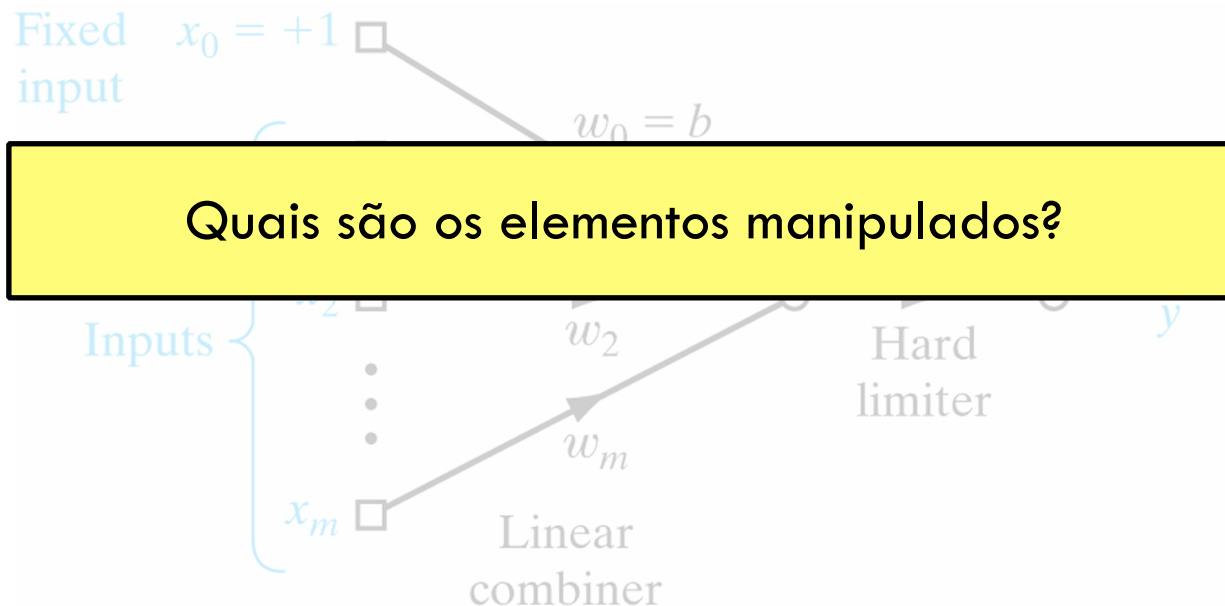 Fixed x₀ = +1
input
w₀ = b
Quais são os elementos manipulados?
Inputs
w₂
y
Hard
limiter
wₘ
xₘ
Linear
combiner